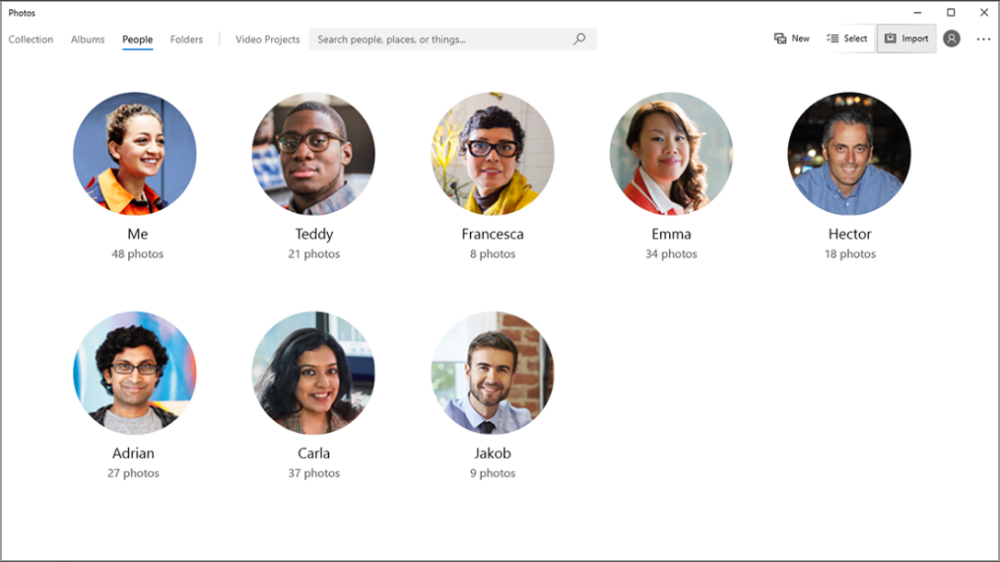 Photos
Collection Albums People Folders Video Projects Search people, places, or things... New Select Import
Me Teddy Francesca Emma Hector
48 photos 21 photos 8 photos 34 photos 18 photos
Adrian Carla Jakob
27 photos 37 photos 9 photos